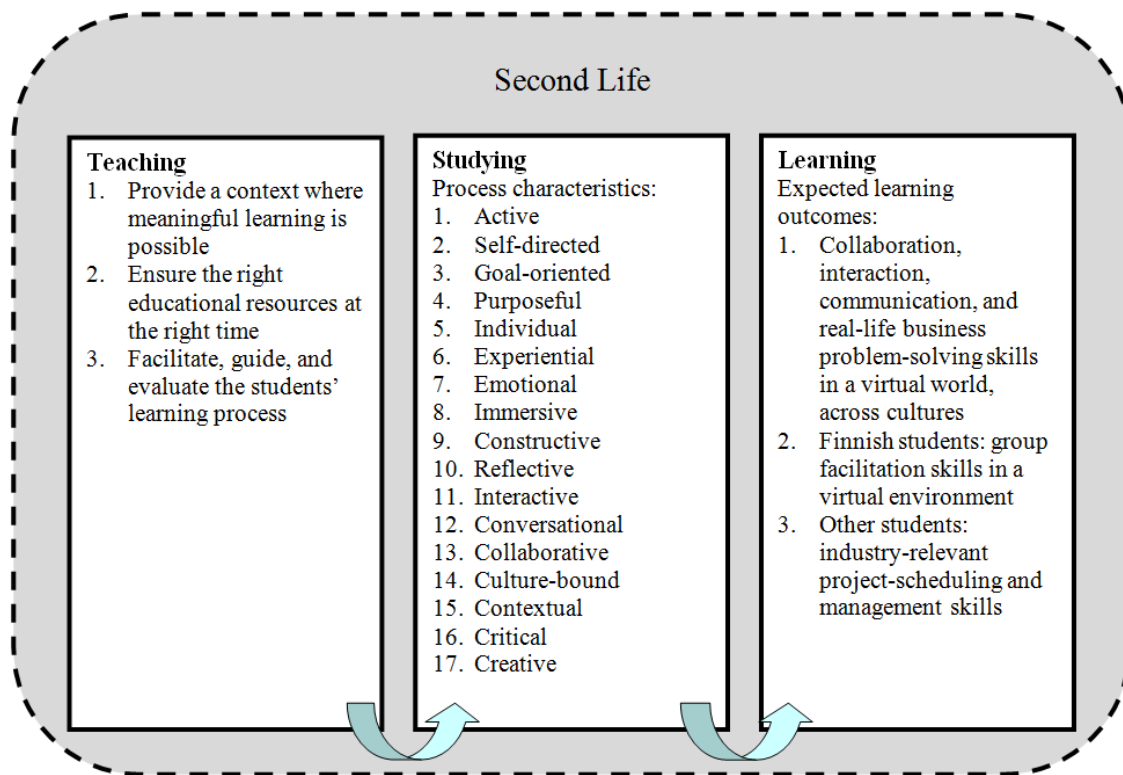 Second Life
Teaching
1. Provide a context where
meaningful learning is
possible
2. Ensure the right
educational resources at
the right time
3. Facilitate, guide, and
evaluate the students’
learning process
Studying
Process characteristics:
1. Active
2. Self-directed
3. Goal-oriented
4. Purposeful
5. Individual
6. Experiential
7. Emotional
8. Immersive
9. Constructive
10. Reflective
11. Interactive
12. Conversational
13. Collaborative
14. Culture-bound
15. Contextual
16. Critical
17. Creative
Learning
Expected learning
outcomes:
1. Collaboration,
interaction,
communication, and
real-life business
problem-solving skills
in a virtual world,
across cultures
2. Finnish students: group
facilitation skills in a
virtual environment
3. Other students:
industry-relevant
project-scheduling and
management skills